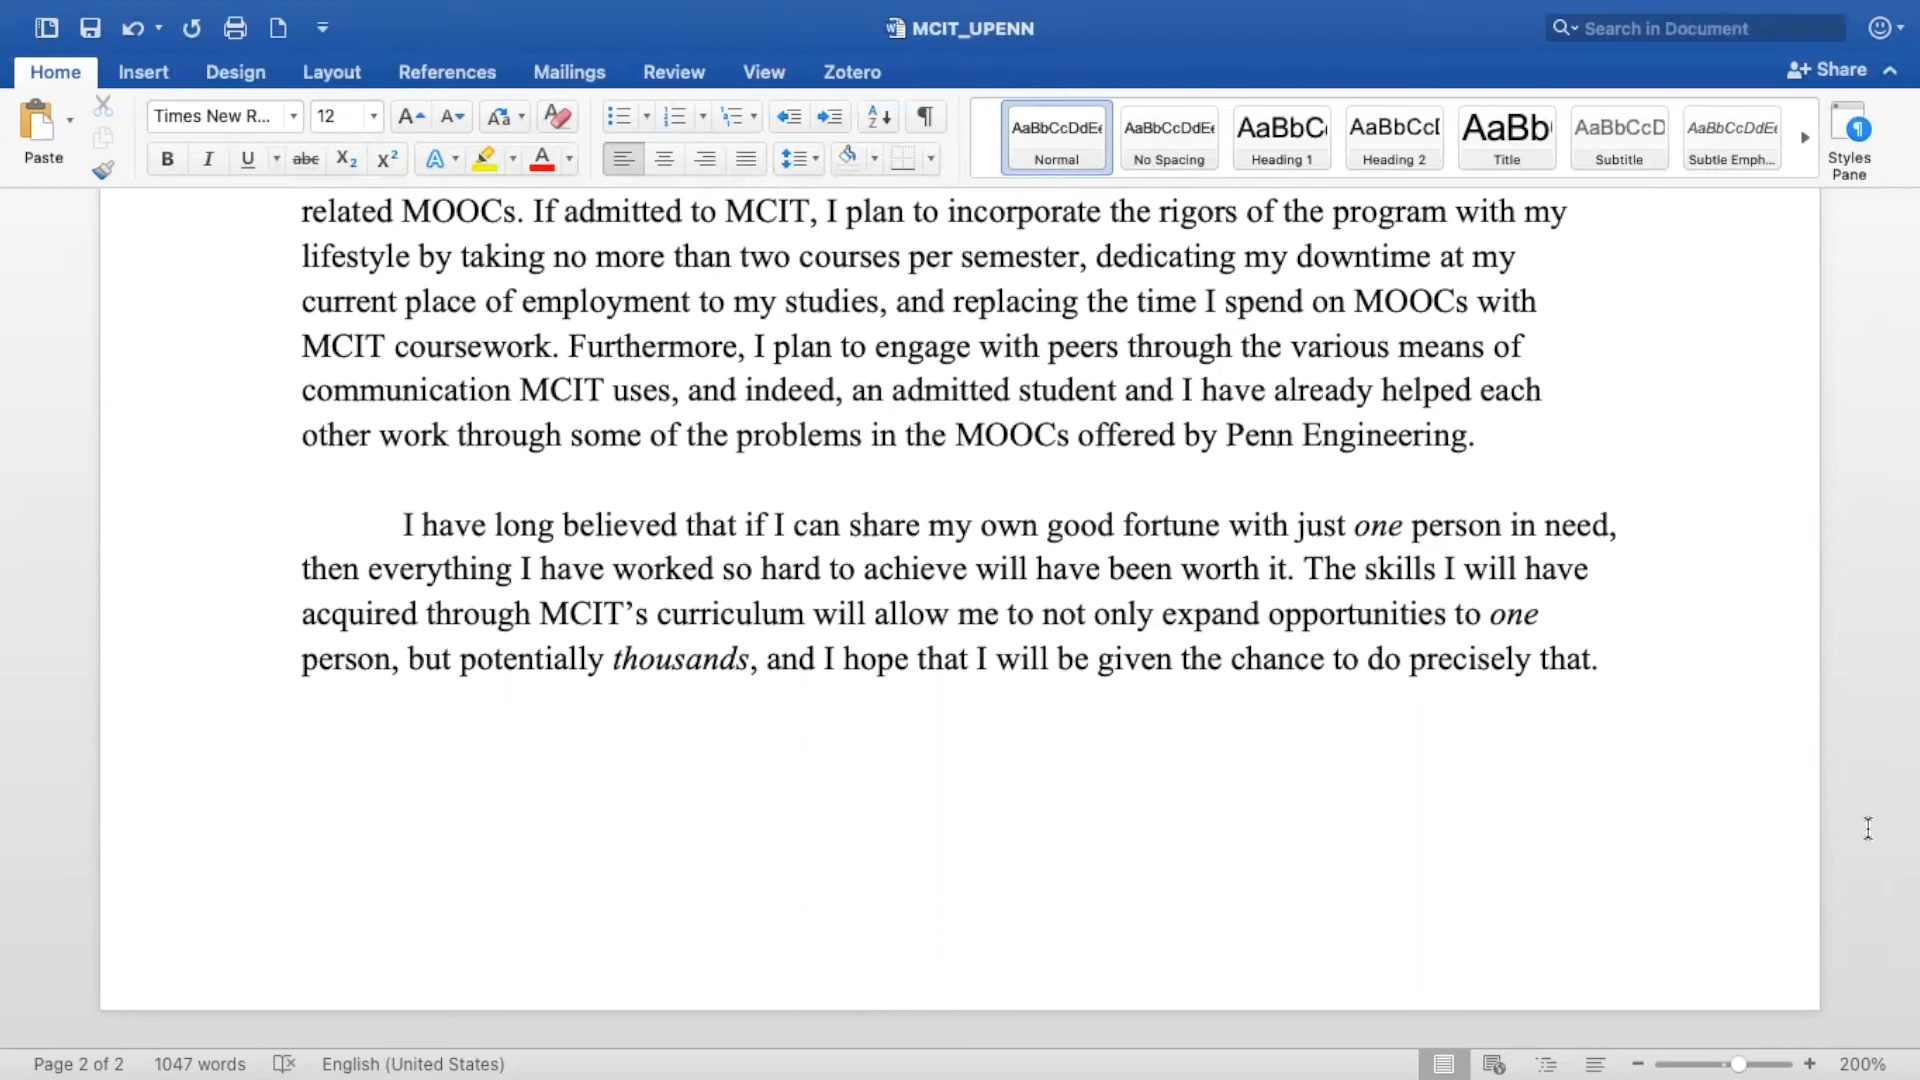 MCIT_UPENN
Search in Document
Home Insert Design Layout References Mailings Review View Zotero
Share
Paste
Times New R... 12
AaBbCcDdEe AaBbCcDdEe AaBbC AaBbCcD AaBb AaBbCcD AaBbCcDdEe
Normal No Spacing Heading 1 Heading 2 Title Subtitle Subtle Emph...
Styles
Pane
related MOOCs. If admitted to MCIT, I plan to incorporate the rigors of the program with my
lifestyle by taking no more than two courses per semester, dedicating my downtime at my
current place of employment to my studies, and replacing the time I spend on MOOCs with
MCIT coursework. Furthermore, I plan to engage with peers through the various means of
communication MCIT uses, and indeed, an admitted student and I have already helped each
other work through some of the problems in the MOOCs offered by Penn Engineering.
I have long believed that if I can share my own good fortune with just one person in need,
then everything I have worked so hard to achieve will have been worth it. The skills I will have
acquired through MCIT’s curriculum will allow me to not only expand opportunities to one
person, but potentially thousands, and I hope that I will be given the chance to do precisely that.
Page 2 of 2 1047 words English (United States) 200%